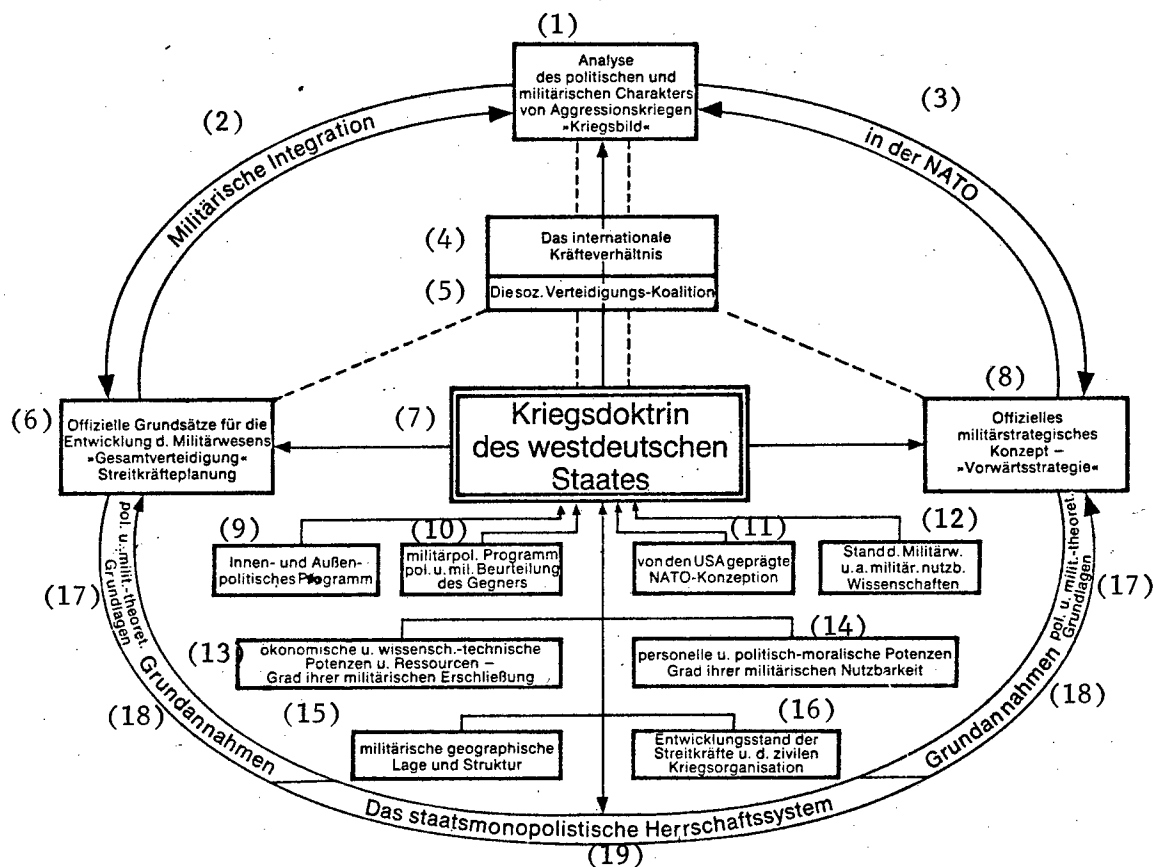 (1)
Analyse
des politischen und
militärischen Charakters
von Aggressionskriegen
»Kriegsbild«
(2)
Militärische Integration
(3)
in der NATO
(4)
Das internationale
Kräfteverhältnis
(5)
Die soz. Verteidigungs-Koalition
(6)
Offizielle Grundsätze für die
Entwicklung d. Militärwesens
»Gesamtverteidigung«
Streitkräfteplanung
(7)
Kriegsdoktrin
des westdeutschen
Staates
(8)
Offizielles
militärstrategisches
Konzept –
»Vorwärtsstrategie«
(9)
Innen- und Außen-
politisches Programm
(10)
militärpol. Programm
pol. u. mil. Beurteilung
des Gegners
(11)
von den USA geprägte
NATO-Konzeption
(12)
Stand d. Militärw.
u. a. militär. nutzb.
Wissenschaften
(13)
ökonomische u. wissensch.-technische
Potenzen u. Ressourcen –
Grad ihrer militärischen Erschließung
(14)
personelle u. politisch-moralische Potenzen
Grad ihrer militärischen Nutzbarkeit
(15)
militärische geographische
Lage und Struktur
(16)
Entwicklungsstand der
Streitkräfte u. d. zivilen
Kriegsorganisation
(17)
pol. u. milit.-theoret.
Grundlagen
(17)
pol. u. milit.-theoret.
Grundlagen
(18)
Grundannahmen
(18)
Grundannahmen
Das staatsmonopolistische Herrschaftssystem
(19)